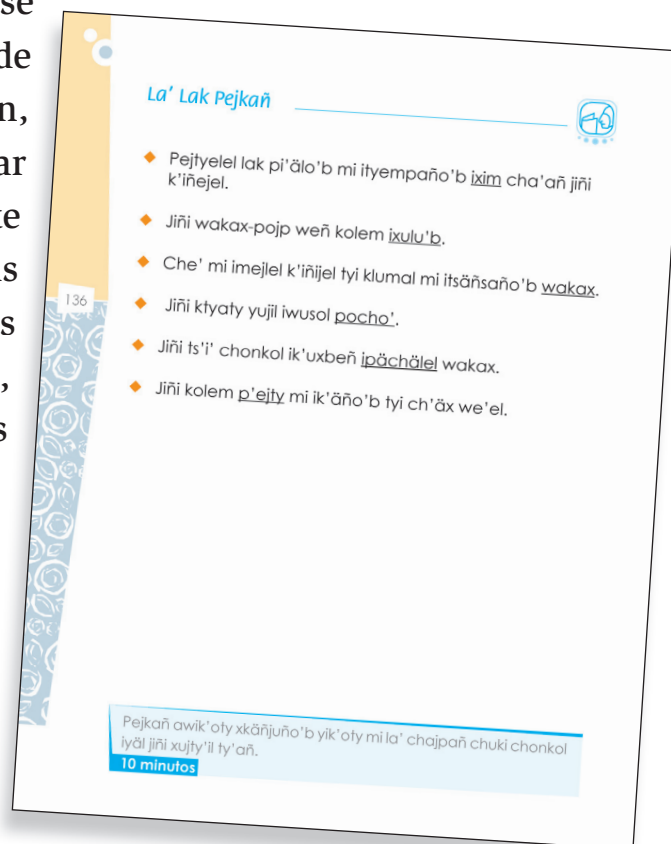 se
de
n,
ar
te
s
s
,
s
136
La' Lak Pejkañ
Pejtyelel lak pi'älo'b mi ityempaño'b ixim cha'añ jiñi
k'iñejel.
Jiñi wakax-pojp weñ kolem ixulu'b.
Che' mi imejlel k'iñijel tyi klumal mi itsäñsaño'b wakax.
Jiñi ktyaty yujil iwusol pocho'.
Jiñi ts'i' chonkol ik'uxbeñ ipächälel wakax.
Jiñi kolem p'ejty mi ik'äño'b tyi ch'äx we'el.
Pejkañ awik'oty xkäñjuño'b yik'oty mi la' chajpañ chuki chonkol
iyäl jiñi xujty'il ty'añ.
10 minutos